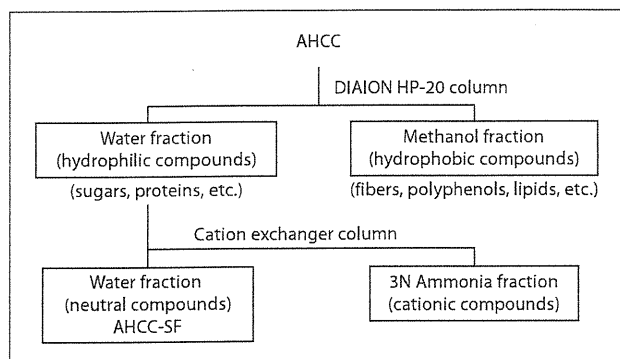 AHCC
DIAION HP-20 column
Water fraction
(hydrophilic compounds)
(sugars, proteins, etc.)
Methanol fraction
(hydrophobic compounds)
(fibers, polyphenols, lipids, etc.)
Cation exchanger column
Water fraction
(neutral compounds)
AHCC-SF
3N Ammonia fraction
(cationic compounds)